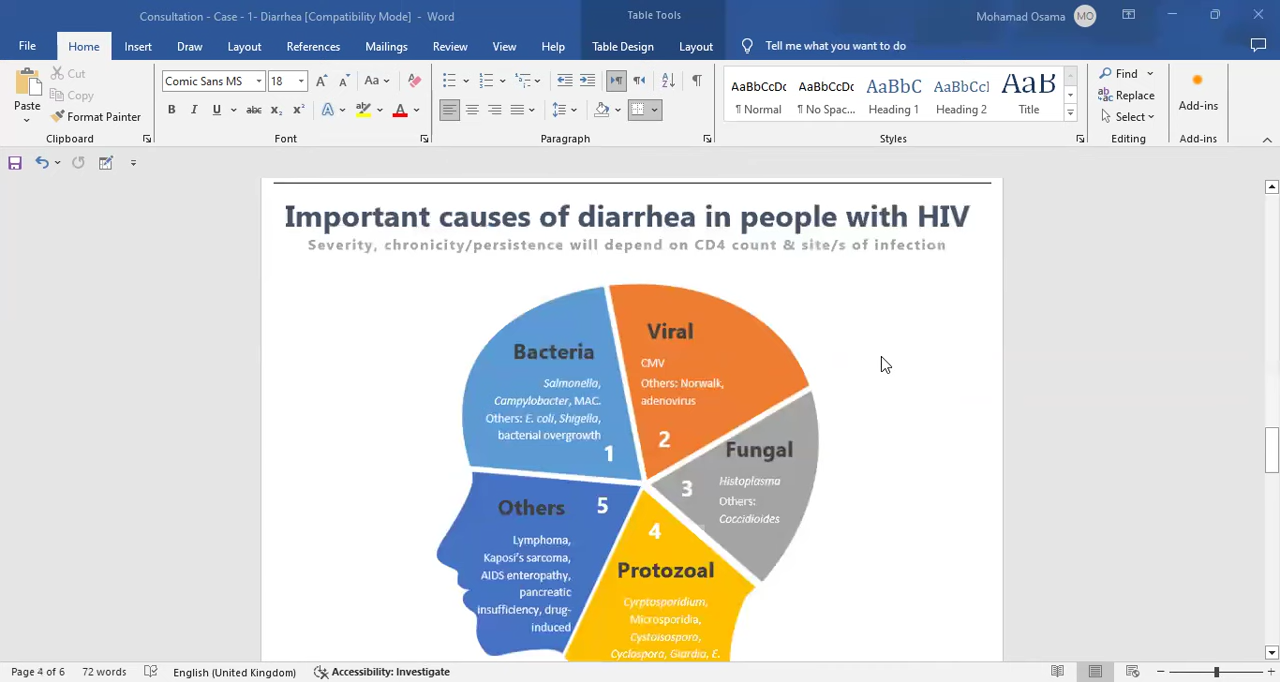 Consultation - Case - 1- Diarrhea [Compatibility Mode] - Word
Table Tools
Mohamad Osama
MO
File
Home
Insert
Draw
Layout
References
Mailings
Review
View
Help
Table Design
Layout
Tell me what you want to do
Paste
Cut
Copy
Format Painter
Clipboard
Comic Sans MS
18
Font
Paragraph
AaBbCcDc
¶ Normal
AaBbCcDc
¶ No Spac...
AaBbC
Heading 1
AaBbCcI
Heading 2
AaB
Title
Styles
Find
Replace
Select
Editing
Add-ins
Add-ins
Important causes of diarrhea in people with HIV
Severity, chronicity/persistence will depend on CD4 count & site/s of infection
Bacteria
Salmonella,
Campylobacter, MAC.
Others: E. coli, Shigella,
bacterial overgrowth
1
Viral
CMV
Others: Norwalk,
adenovirus
2
Fungal
3
Histoplasma
Others:
Coccidioides
4
Protozoal
Cyrptosporidium,
Microsporidia,
Cystoisosporo,
Cyclospora, Giardia, E.
Others
5
Lymphoma,
Kaposi's sarcoma,
AIDS enteropathy,
pancreatic
insufficiency, drug-
induced
Page 4 of 6
72 words
English (United Kingdom)
Accessibility: Investigate